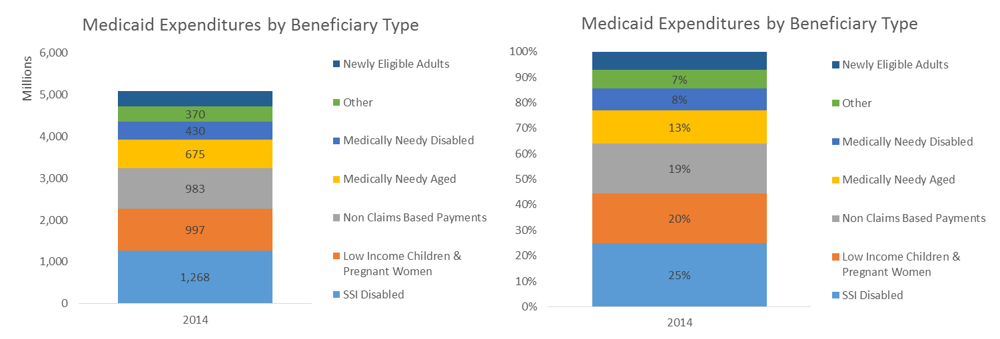 Medicaid Expenditures by Beneficiary Type
Millions
6,000
5,000
4,000
3,000
2,000
1,000
0
370
430
675
983
997
1,268
2014
Newly Eligible Adults
Other
Medically Needy Disabled
Medically Needy Aged
Non Claims Based Payments
Low Income Children &
Pregnant Women
SSI Disabled
Medicaid Expenditures by Beneficiary Type
100%
90%
80%
70%
60%
50%
40%
30%
20%
10%
0%
7%
8%
13%
19%
20%
25%
2014
Newly Eligible Adults
Other
Medically Needy Disabled
Medically Needy Aged
Non Claims Based Payments
Low Income Children &
Pregnant Women
SSI Disabled